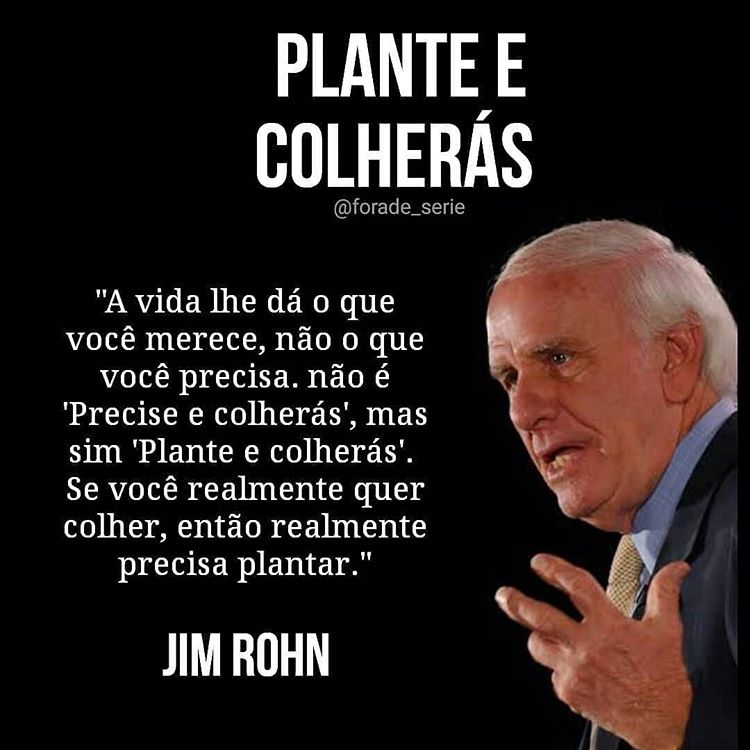 PLANTE E
COLHERÁS
@forade_serie
"A vida lhe dá o que
você merece, não o que
você precisa. não é
'Precise e colherás', mas
sim 'Plante e colherás'.
Se você realmente quer
colher, então realmente
precisa plantar."
JIM ROHN